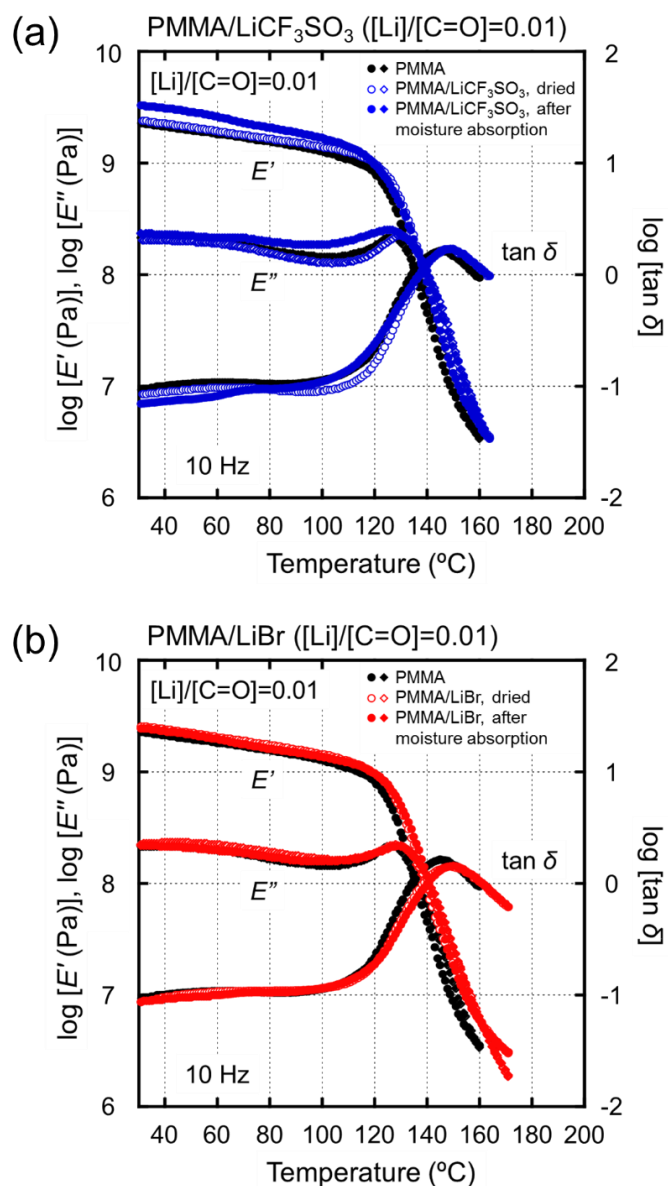 (a)
PMMA/LiCF₃SO₃ ([Li]/[C=O]=0.01)
[Li]/[C=O]=0.01
PMMA
PMMA/LiCF₃SO₃, dried
PMMA/LiCF₃SO₃, after
moisture absorption
E'
E"
tan δ
10 Hz
log [E' (Pa)], log [E" (Pa)]
10
9
8
7
6
log [tan δ]
2
1
0
-1
-2
40 60 80 100 120 140 160 180 200
Temperature (ºC)
(b)
PMMA/LiBr ([Li]/[C=O]=0.01)
[Li]/[C=O]=0.01
PMMA
PMMA/LiBr, dried
PMMA/LiBr, after
moisture absorption
E'
E"
tan δ
10 Hz
log [E' (Pa)], log [E" (Pa)]
10
9
8
7
6
log [tan δ]
2
1
0
-1
-2
40 60 80 100 120 140 160 180 200
Temperature (ºC)